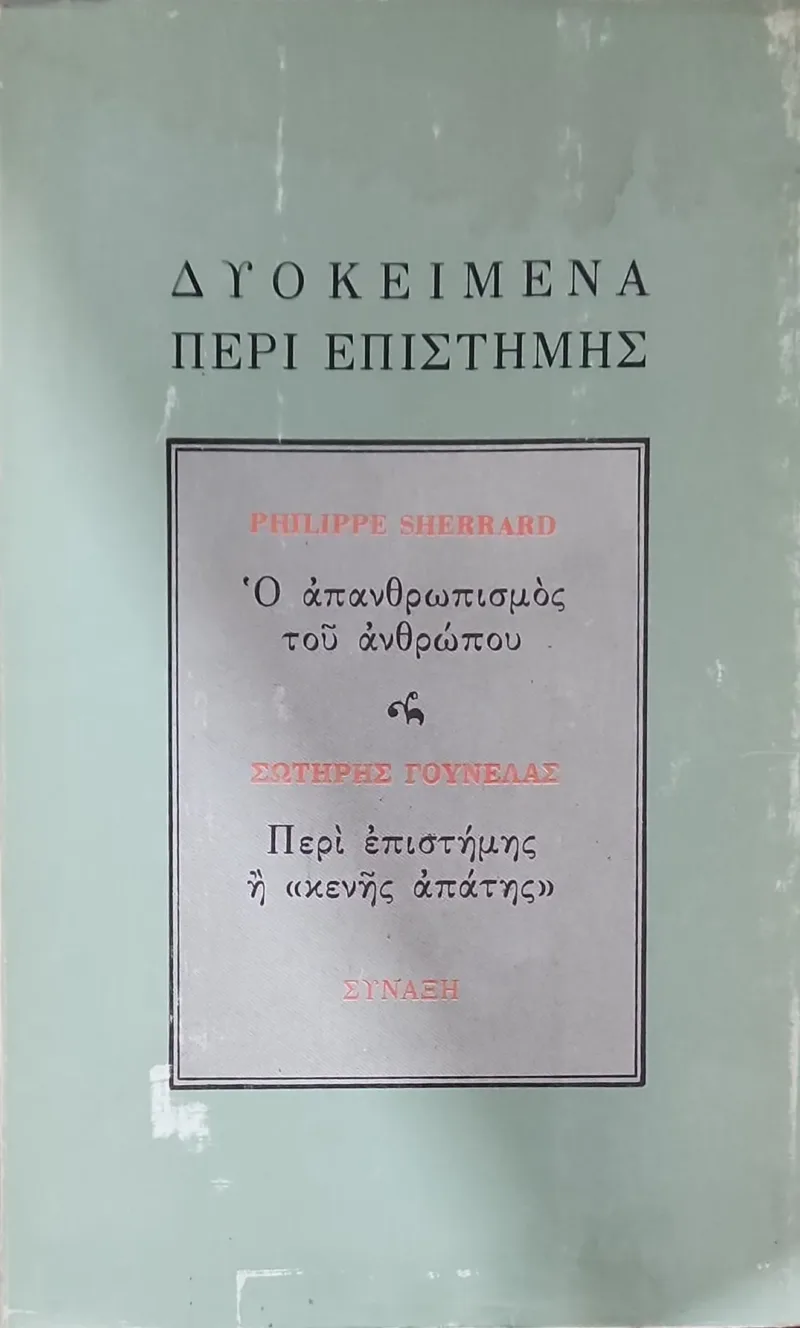 ΔΥΟ ΚΕΙΜΕΝΑ
ΠΕΡΙ ΕΠΙΣΤΗΜΗΣ
PHILIPPE SHERRARD
Ὁ ἀπανθρωπισμὸς
τοῦ ἀνθρώπου
ΣΩΤΗΡΗΣ ΓΟΥΝΕΛΑΣ
Περὶ ἐπιστήμης
ἢ «κενῆς ἀπάτης»
ΣΥΝΑΞΗ